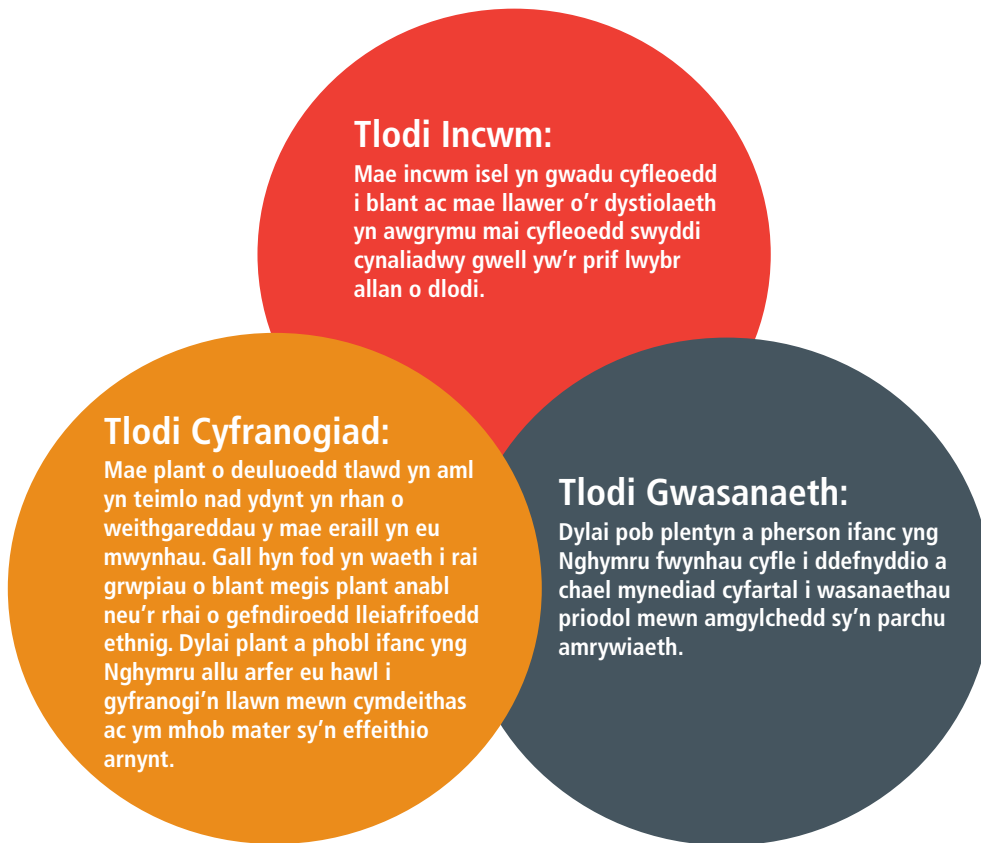 Tlodi Incwm:
Mae incwm isel yn gwadu cyfleoedd
i blant ac mae llawer o’r dystiolaeth
yn awgrymu mai cyfleoedd swyddi
cynaliadwy gwell yw’r prif lwybr
allan o dlodi.
Tlodi Cyfranogiad:
Mae plant o deuluoedd tlawd yn aml
yn teimlo nad ydynt yn rhan o
weithgareddau y mae eraill yn eu
mwynhau. Gall hyn fod yn waeth i rai
grwpiau o blant megis plant anabl
neu’r rhai o gefndiroedd lleiafrifoedd
ethnig. Dylai plant a phobl ifanc yng
Nghymru allu arfer eu hawl i
gyfranogi’n llawn mewn cymdeithas
ac ym mhob mater sy’n effeithio
arnynt.
Tlodi Gwasanaeth:
Dylai pob plentyn a pherson ifanc yng
Nghymru fwynhau cyfle i ddefnyddio a
chael mynediad cyfartal i wasanaethau
priodol mewn amgylchedd sy’n parchu
amrywiaeth.